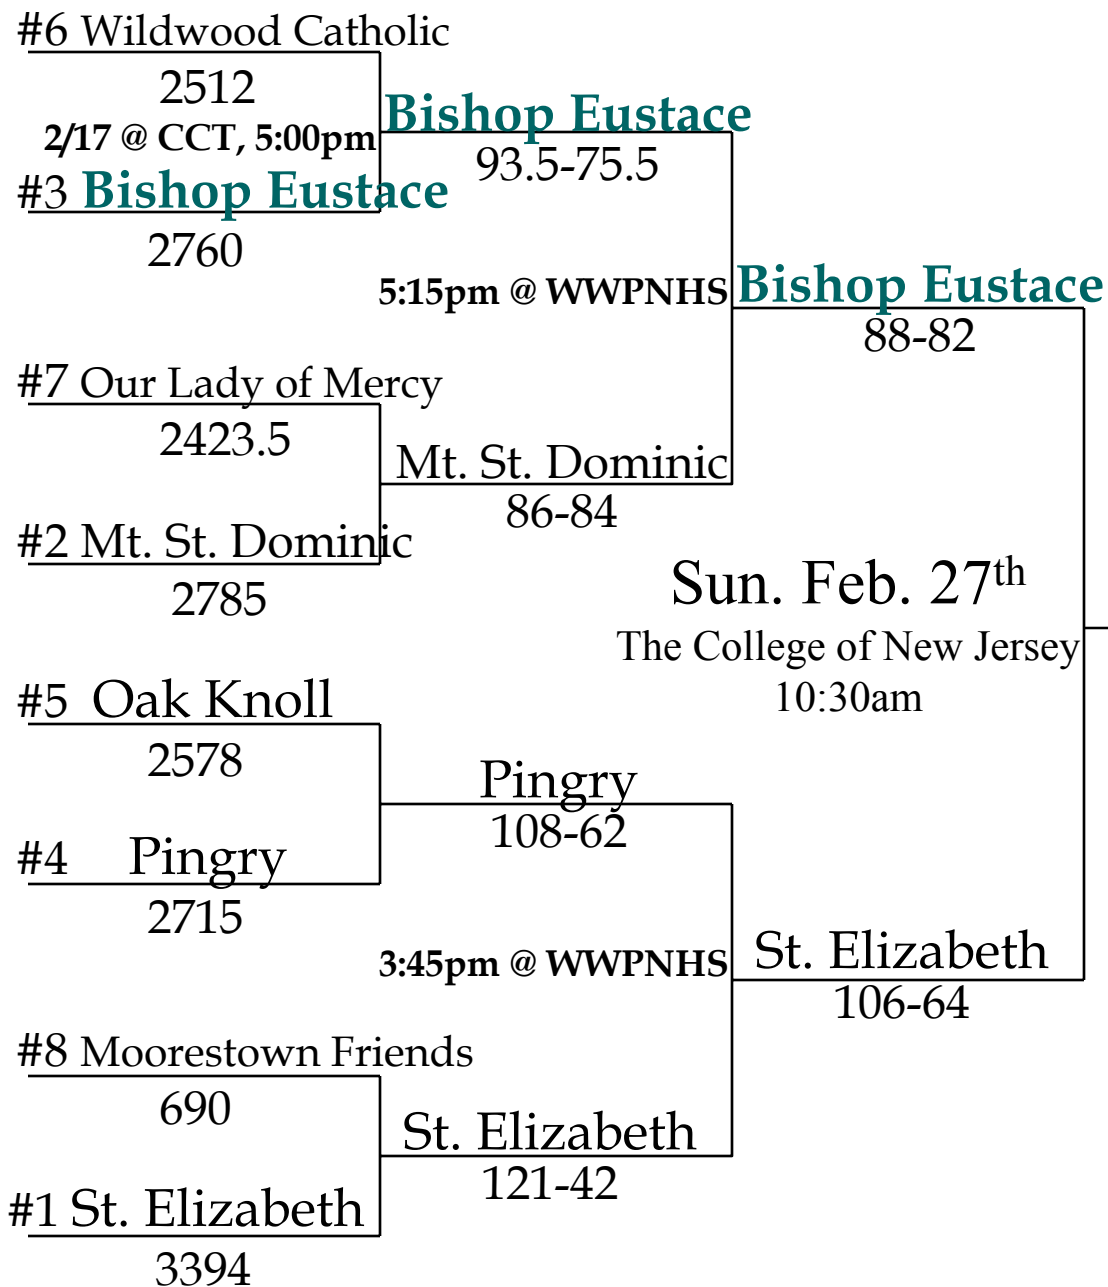 #6 Wildwood Catholic
2512
2/17 @ CCT, 5:00pm
#3 Bishop Eustace
2760
Bishop Eustace
93.5-75.5
5:15pm @ WWPNHS
Bishop Eustace
88-82
#7 Our Lady of Mercy
2423.5
Mt. St. Dominic
86-84
#2 Mt. St. Dominic
2785
Sun. Feb. 27th
The College of New Jersey
10:30am
#5 Oak Knoll
2578
Pingry
108-62
#4 Pingry
2715
3:45pm @ WWPNHS
St. Elizabeth
106-64
#8 Moorestown Friends
690
St. Elizabeth
121-42
#1 St. Elizabeth
3394